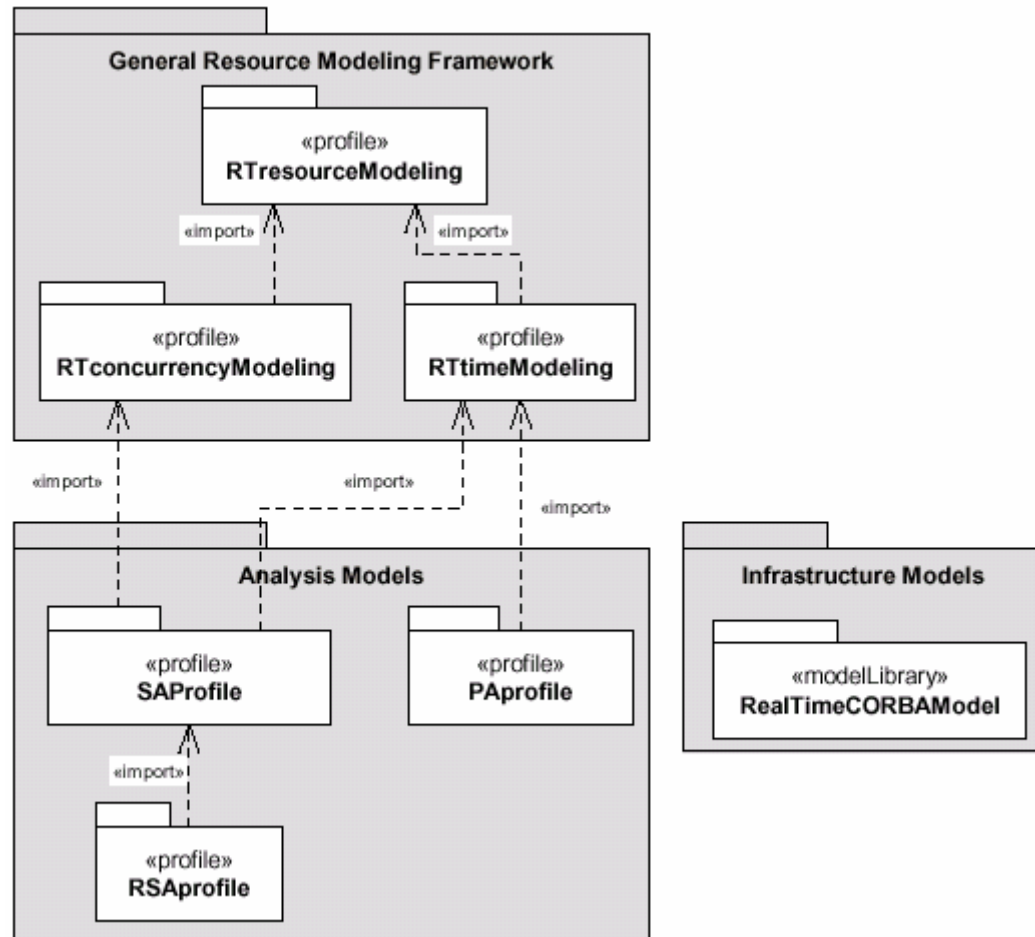 General Resource Modeling Framework
«profile»
RTresourceModeling
«import»
«import»
«profile»
RTconcurrencyModeling
«profile»
RTtimeModeling
«import»
«import»
«import»
Analysis Models
Infrastructure Models
«profile»
SAProfile
«profile»
PAprofile
«modelLibrary»
RealTimeCORBAModel
«import»
«profile»
RSAprofile